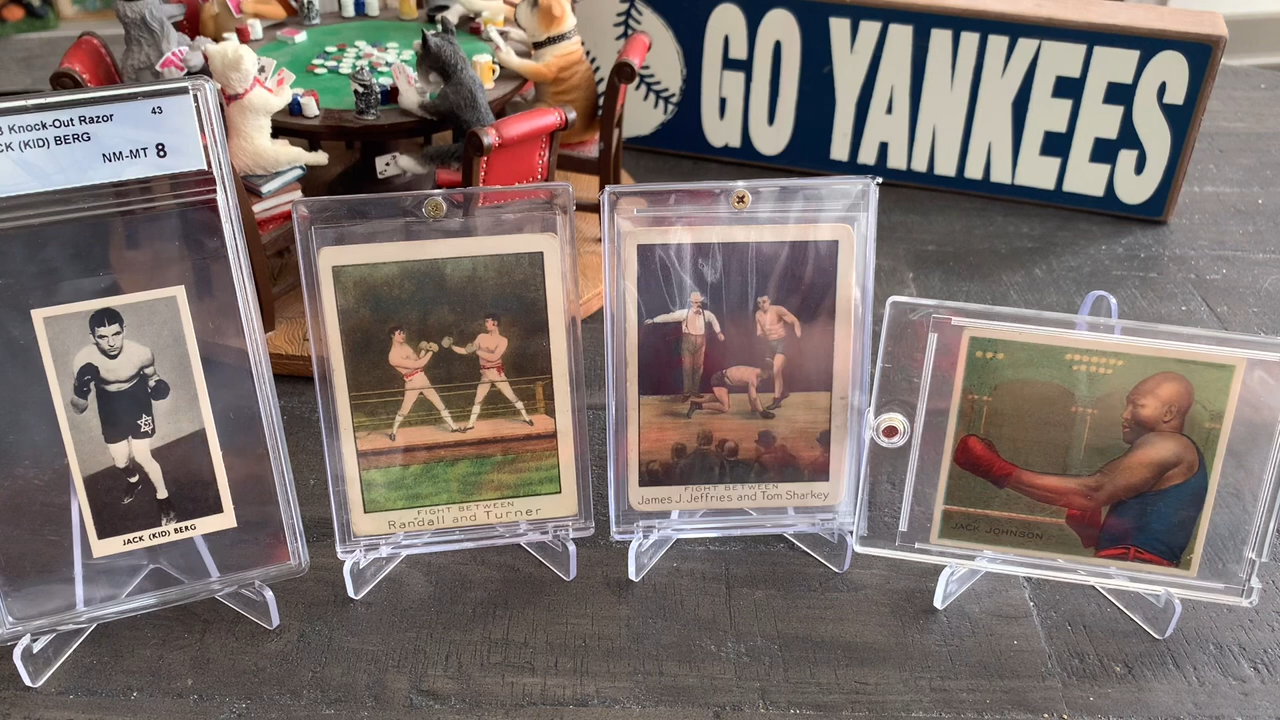 GO YANKEES
8 Knock-Out Razor 43
CK (KID) BERG
NM-MT 8
JACK (KID) BERG
FIGHT BETWEEN
Randall and Turner
FIGHT BETWEEN
James J. Jeffries and Tom Sharkey
JACK JOHNSON